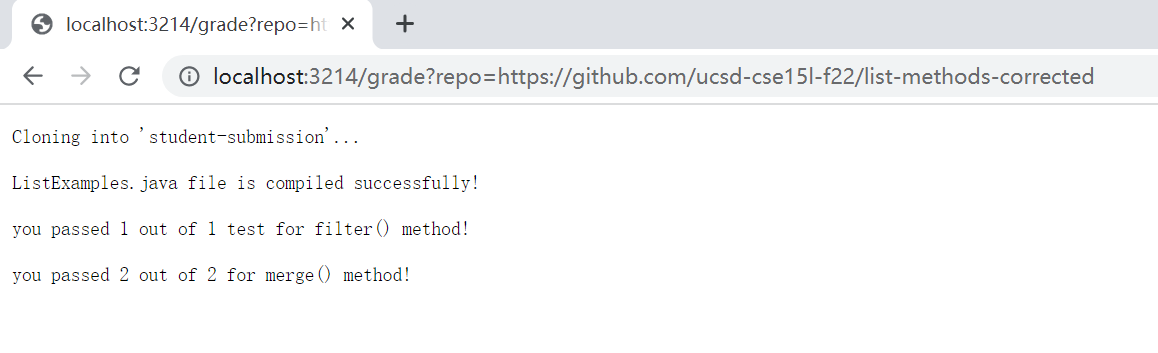 localhost:3214/grade?repo=ht
localhost:3214/grade?repo=https://github.com/ucsd-cse15l-f22/list-methods-corrected
Cloning into 'student-submission'...
ListExamples.java file is compiled successfully!
you passed 1 out of 1 test for filter() method!
you passed 2 out of 2 for merge() method!